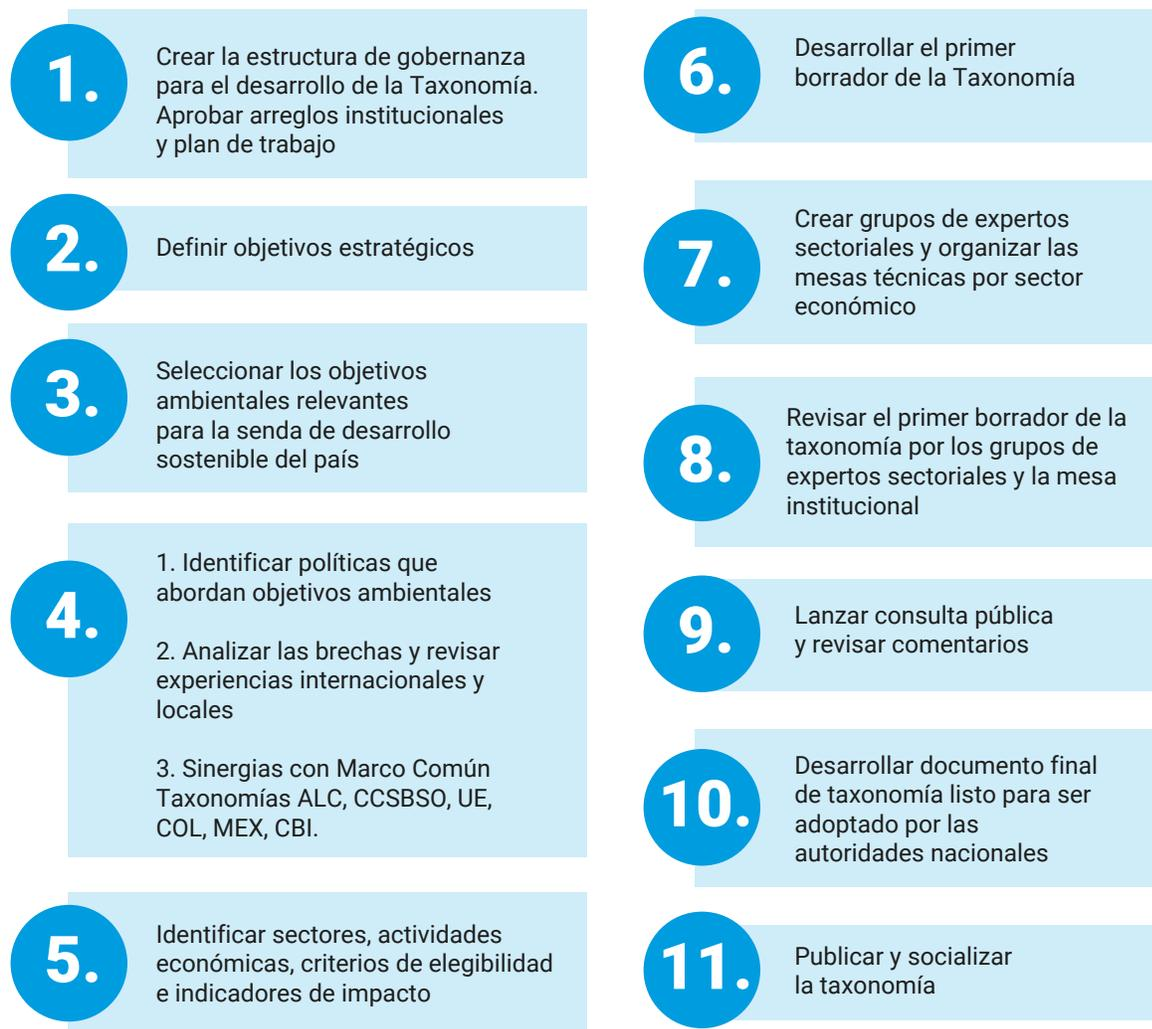 1.
Crear la estructura de gobernanza
para el desarrollo de la Taxonomía.
Aprobar arreglos institucionales
y plan de trabajo
2.
Definir objetivos estratégicos
3.
Seleccionar los objetivos
ambientales relevantes
para la senda de desarrollo
sostenible del país
4.
1. Identificar políticas que
abordan objetivos ambientales
2. Analizar las brechas y revisar
experiencias internacionales y
locales
3. Sinergias con Marco Común
Taxonomías ALC, CCSBSO, UE,
COL, MEX, CBI.
5.
Identificar sectores, actividades
económicas, criterios de elegibilidad
e indicadores de impacto
6.
Desarrollar el primer
borrador de la Taxonomía
7.
Crear grupos de expertos
sectoriales y organizar las
mesas técnicas por sector
económico
8.
Revisar el primer borrador de la
taxonomía por los grupos de
expertos sectoriales y la mesa
institucional
9.
Lanzar consulta pública
y revisar comentarios
10.
Desarrollar documento final
de taxonomía listo para ser
adoptado por las
autoridades nacionales
11.
Publicar y socializar
la taxonomía